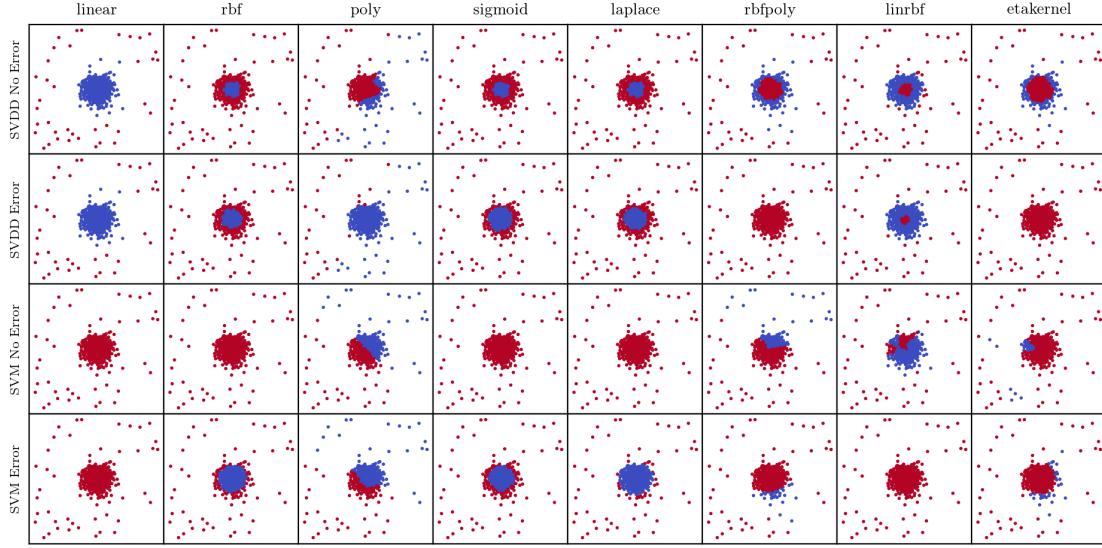 linear rbf poly sigmoid laplace rbfpoly linrbf etakernel
SVDD No Error
SVDD Error
SVM No Error
SVM Error